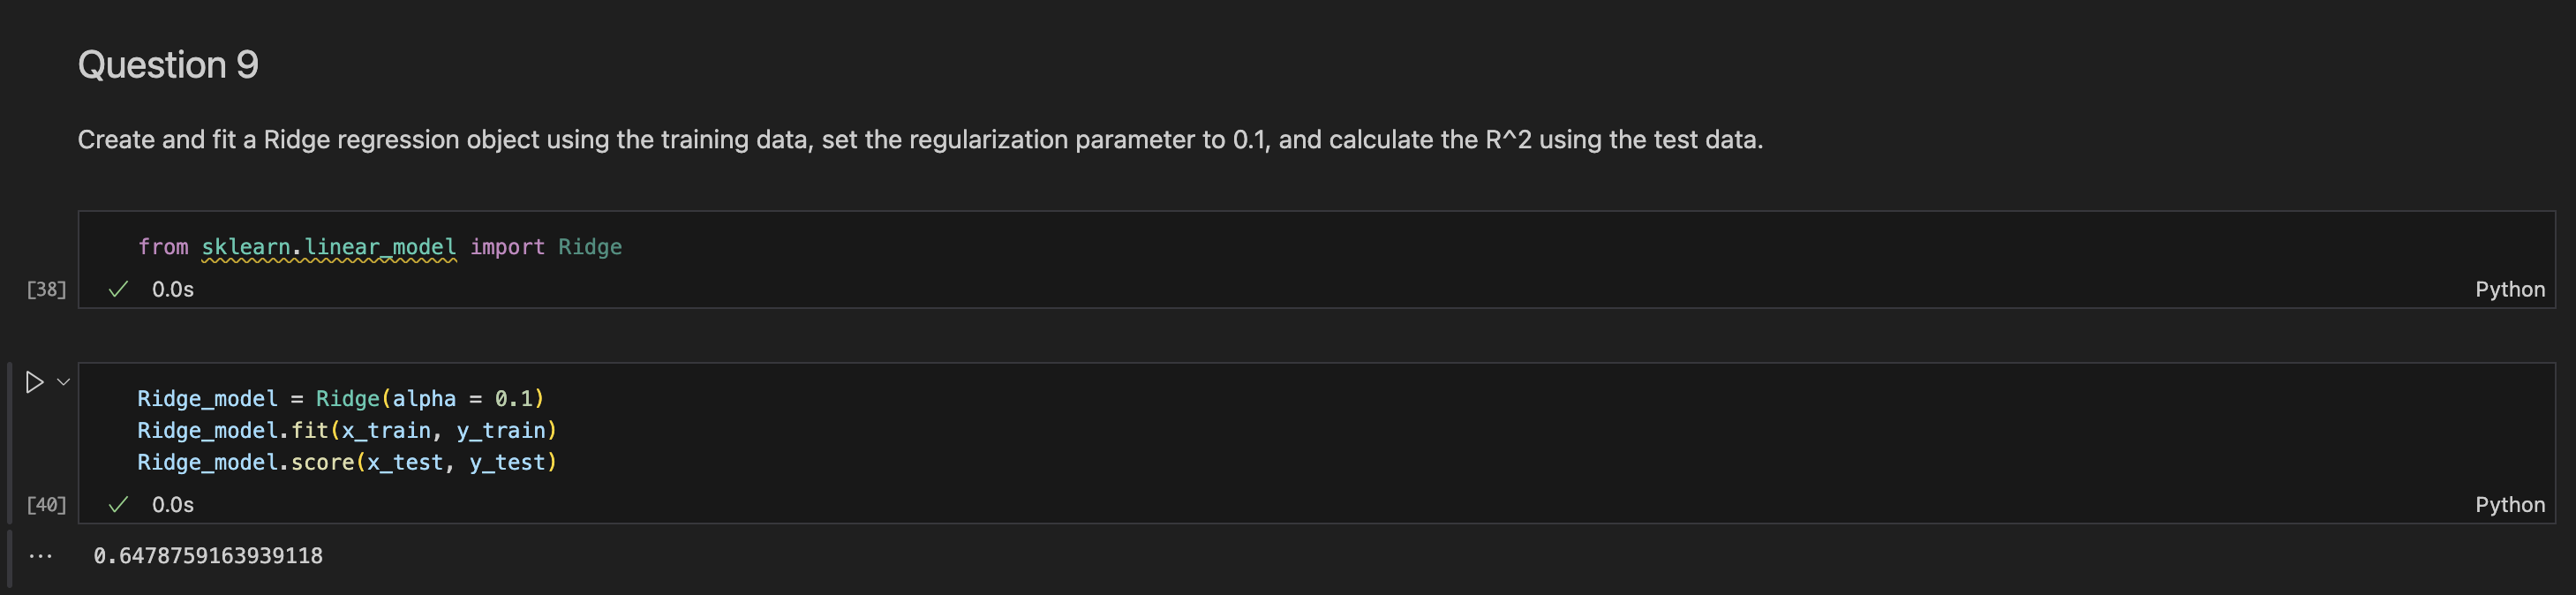 Question 9
Create and fit a Ridge regression object using the training data, set the regularization parameter to 0.1, and calculate the R^2 using the test data.
from sklearn.linear_model import Ridge
[38] ✓ 0.0s Python
Ridge_model = Ridge(alpha = 0.1)
Ridge_model.fit(x_train, y_train)
Ridge_model.score(x_test, y_test)
[40] ✓ 0.0s Python
... 0.6478759163939118